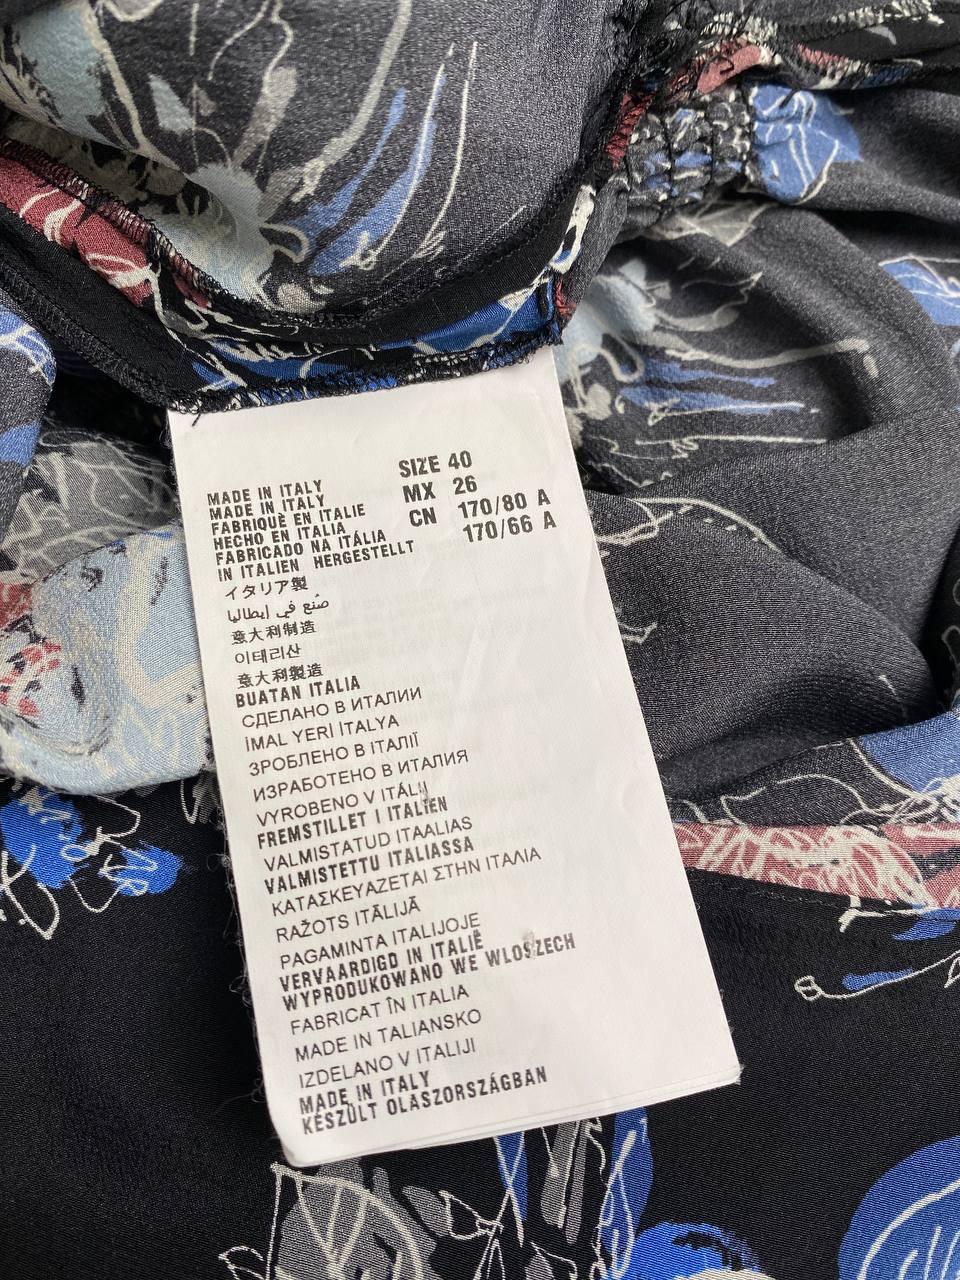 MADE IN ITALY
MADE IN ITALY
FABRIQUÉ EN ITALIE
HECHO EN ITALIA
FABRICADO NA ITÁLIA
IN ITALIEN HERGESTELLT
SIZE 40
MX 26
CN 170/80 A
170/66 A
イタリア製
صُنع في إيطاليا
意大利制造
이태리산
意大利製造
BUATAN ITALIA
СДЕЛАНО В ИТАЛИИ
İMAL YERİ İTALYA
ЗРОБЛЕНО В ІТАЛІЇ
ИЗРАБОТЕНО В ИТАЛИЯ
VYROBENO V ITÁLII
FREMSTILLET I ITALIEN
VALMISTATUD ITAALIAS
VALMISTETTU ITALIASSA
ΚΑΤΑΣΚΕΥΑΖΕΤΑΙ ΣΤΗΝ ΙΤΑΛΙΑ
RAŽOTS ITĀLIJĀ
PAGAMINTA ITALIJOJE
VERVAARDIGD IN ITALIË
WYPRODUKOWANO WE WLOSZECH
FABRICAT ÎN ITALIA
MADE IN TALIANSKO
IZDELANO V ITALIJI
MADE IN ITALY
KÉSZÜLT OLASZORSZÁGBAN